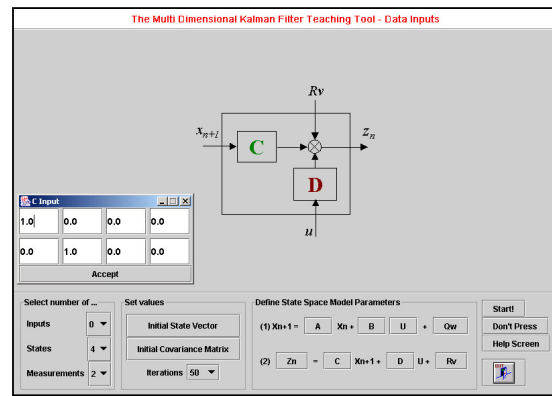 The Multi Dimensional Kalman Filter Teaching Tool - Data Inputs
Rv
xn+1
zn
C
D
u
C Input
1.0 0.0 0.0 0.0
0.0 1.0 0.0 0.0
Accept
Select number of ...
Inputs 0
States 4
Measurements 2
Set values
Initial State Vector
Initial Covariance Matrix
Iterations 50
Define State Space Model Parameters
(1) Xn+1 = A Xn + B U + Qw
(2) Zn = C Xn+1 + D U + Rv
Start!
Don't Press
Help Screen